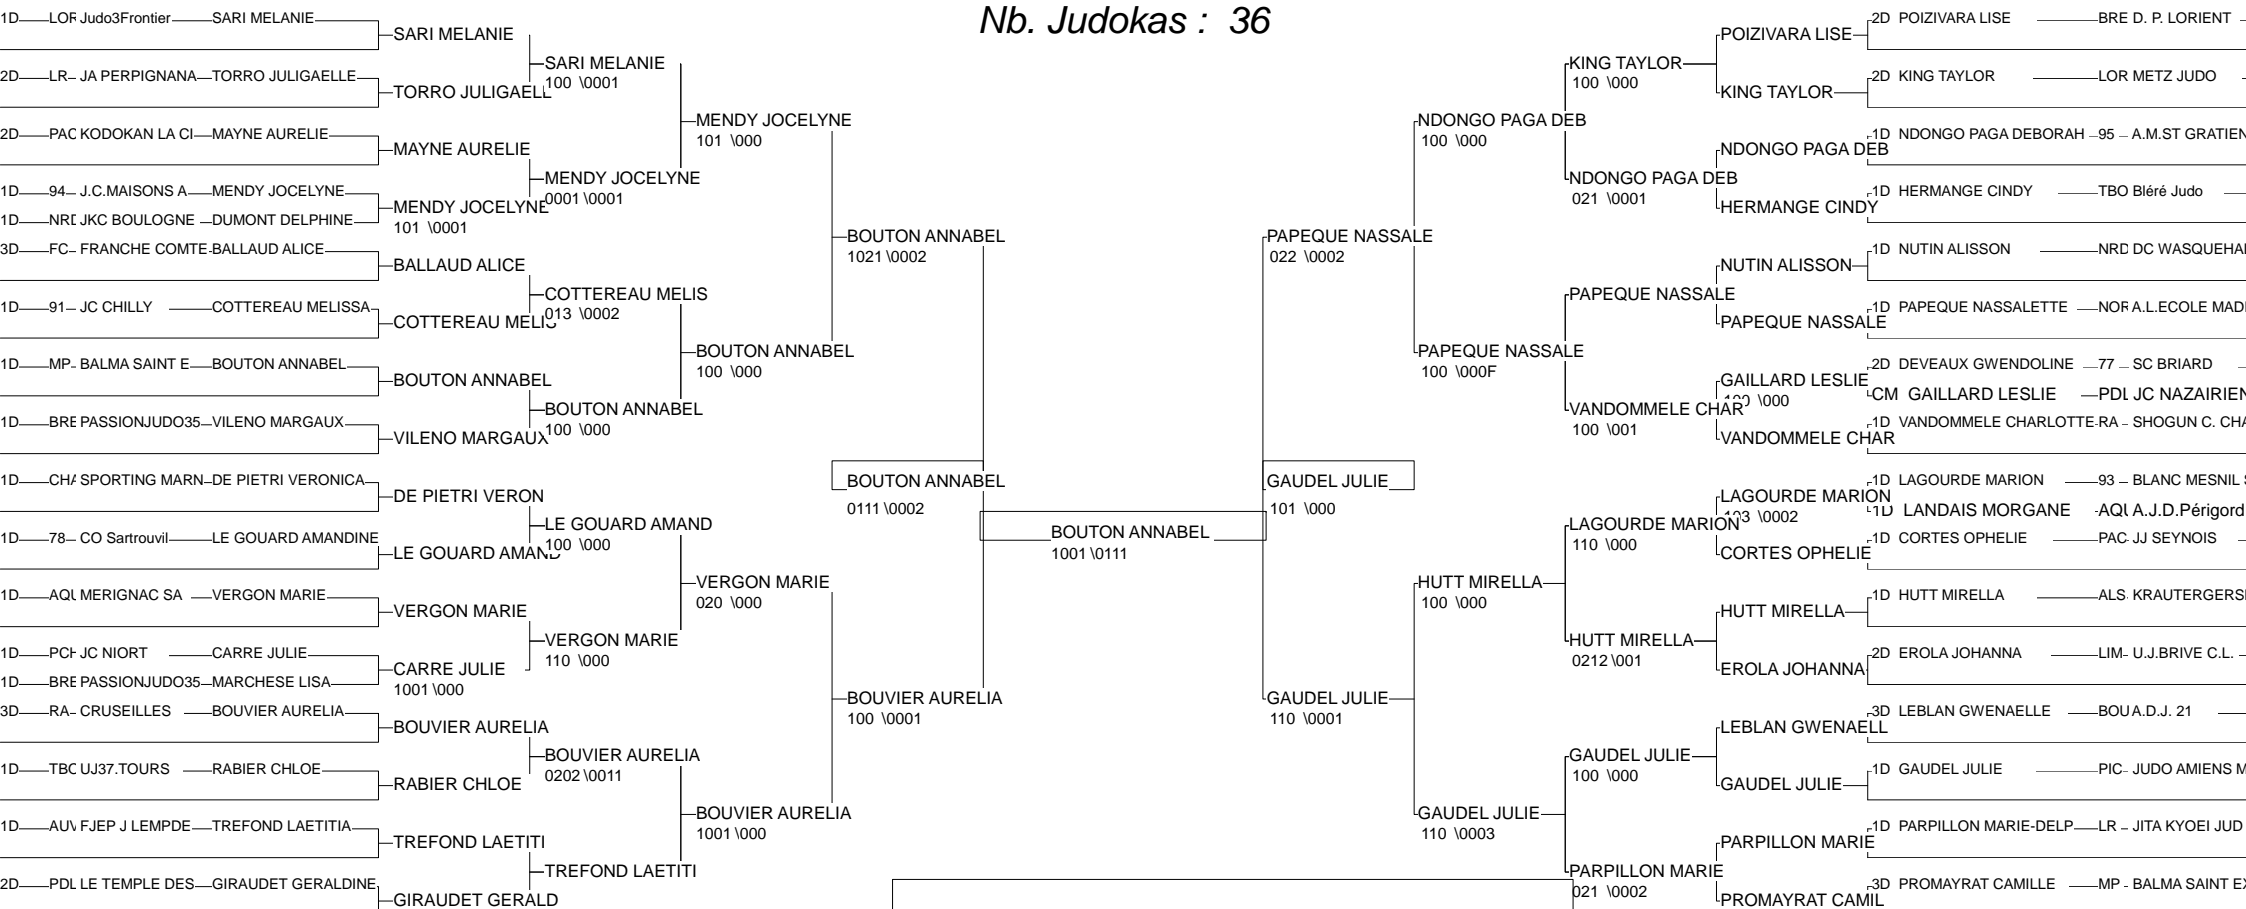 Nb. Judokas : 36
1D LOR Judo3Frontier SARI MELANIE
2D LR JA PERPIGNANA TORRO JULIGAELLE
2D PAC KODOKAN LA CI MAYNE AURELIE
1D 94 J.C.MAISONS A MENDY JOCELYNE
1D NRD JKC BOULOGNE DUMONT DELPHINE
3D FC FRANCHE COMTE BALLAUD ALICE
1D 91 JC CHILLY COTTEREAU MELISSA
1D MP BALMA SAINT E BOUTON ANNABEL
1D BRE PASSIONJUDO35 VILENO MARGAUX
1D CHA SPORTING MARN DE PIETRI VERONICA
1D 78 CO Sartrouvil LE GOUARD AMANDINE
1D AQU MERIGNAC SA VERGON MARIE
1D PCH JC NIORT CARRE JULIE
1D BRE PASSIONJUDO35 MARCHESE LISA
3D RA CRUSEILLES BOUVIER AURELIA
1D TBO UJ37.TOURS RABIER CHLOE
1D AUV FJEP J LEMPDE TREFOND LAETITIA
2D PDL LE TEMPLE DES GIRAUDET GERALDINE
SARI MELANIE
TORRO JULIGAELL
MAYNE AURELIE
MENDY JOCELYNE
101 \0001
BALLAUD ALICE
COTTEREAU MELIS
BOUTON ANNABEL
VILENO MARGAUX
DE PIETRI VERON
LE GOUARD AMAND
VERGON MARIE
CARRE JULIE
1001 \000
BOUVIER AURELIA
RABIER CHLOE
TREFOND LAETITI
GIRAUDET GERALD
SARI MELANIE
100 \0001
MENDY JOCELYNE
0001 \0001
COTTEREAU MELIS
013 \0002
BOUTON ANNABEL
100 \000
LE GOUARD AMAND
100 \000
VERGON MARIE
110 \000
BOUVIER AURELIA
0202 \0011
TREFOND LAETITI
MENDY JOCELYNE
101 \000
BOUTON ANNABEL
100 \000
VERGON MARIE
020 \000
BOUVIER AURELIA
1001 \000
BOUTON ANNABEL
1021 \0002
BOUTON ANNABEL
0111 \0002
BOUVIER AURELIA
100 \0001
BOUTON ANNABEL
1001 \0111
PAPEQUE NASSALE
022 \0002
GAUDEL JULIE
101 \000
GAUDEL JULIE
110 \0001
NDONGO PAGA DEB
100 \000
PAPEQUE NASSALE
100 \000F
HUTT MIRELLA
100 \000
GAUDEL JULIE
110 \0003
KING TAYLOR
100 \000
NDONGO PAGA DEB
021 \0001
PAPEQUE NASSALE
VANDOMMELE CHAR
100 \001
LAGOURDE MARION
110 \000
HUTT MIRELLA
0212 \001
GAUDEL JULIE
100 \000
PARPILLON MARIE
021 \0002
POIZIVARA LISE
KING TAYLOR
NDONGO PAGA DEB
HERMANGE CINDY
NUTIN ALISSON
PAPEQUE NASSALE
GAILLARD LESLIE
100 \000
VANDOMMELE CHAR
LAGOURDE MARION
103 \0002
CORTES OPHELIE
HUTT MIRELLA
EROLA JOHANNA
LEBLAN GWENAELL
GAUDEL JULIE
PARPILLON MARIE
PROMAYRAT CAMIL
2D POIZIVARA LISE BRE D. P. LORIENT
2D KING TAYLOR LOR METZ JUDO
1D NDONGO PAGA DEBORAH 95 A.M.ST GRATIEN
1D HERMANGE CINDY TBO Bléré Judo
1D NUTIN ALISSON NRD DC WASQUEHAL
1D PAPEQUE NASSALETTE NOR A.L.ECOLE MADI
2D DEVEAUX GWENDOLINE 77 SC BRIARD
CM GAILLARD LESLIE PDL JC NAZAIRIEN
1D VANDOMMELE CHARLOTTE RA SHOGUN C. CHA
1D LAGOURDE MARION 93 BLANC MESNIL S
1D LANDAIS MORGANE AQU A.J.D.Périgord
1D CORTES OPHELIE PAC JJ SEYNOIS
1D HUTT MIRELLA ALS KRAUTERGERS
2D EROLA JOHANNA LIM U.J.BRIVE C.L.
3D LEBLAN GWENAELLE BOU A.D.J. 21
1D GAUDEL JULIE PIC JUDO AMIENS M
1D PARPILLON MARIE-DELP LR JITA KYOEI JUD
3D PROMAYRAT CAMILLE MP BALMA SAINT EX